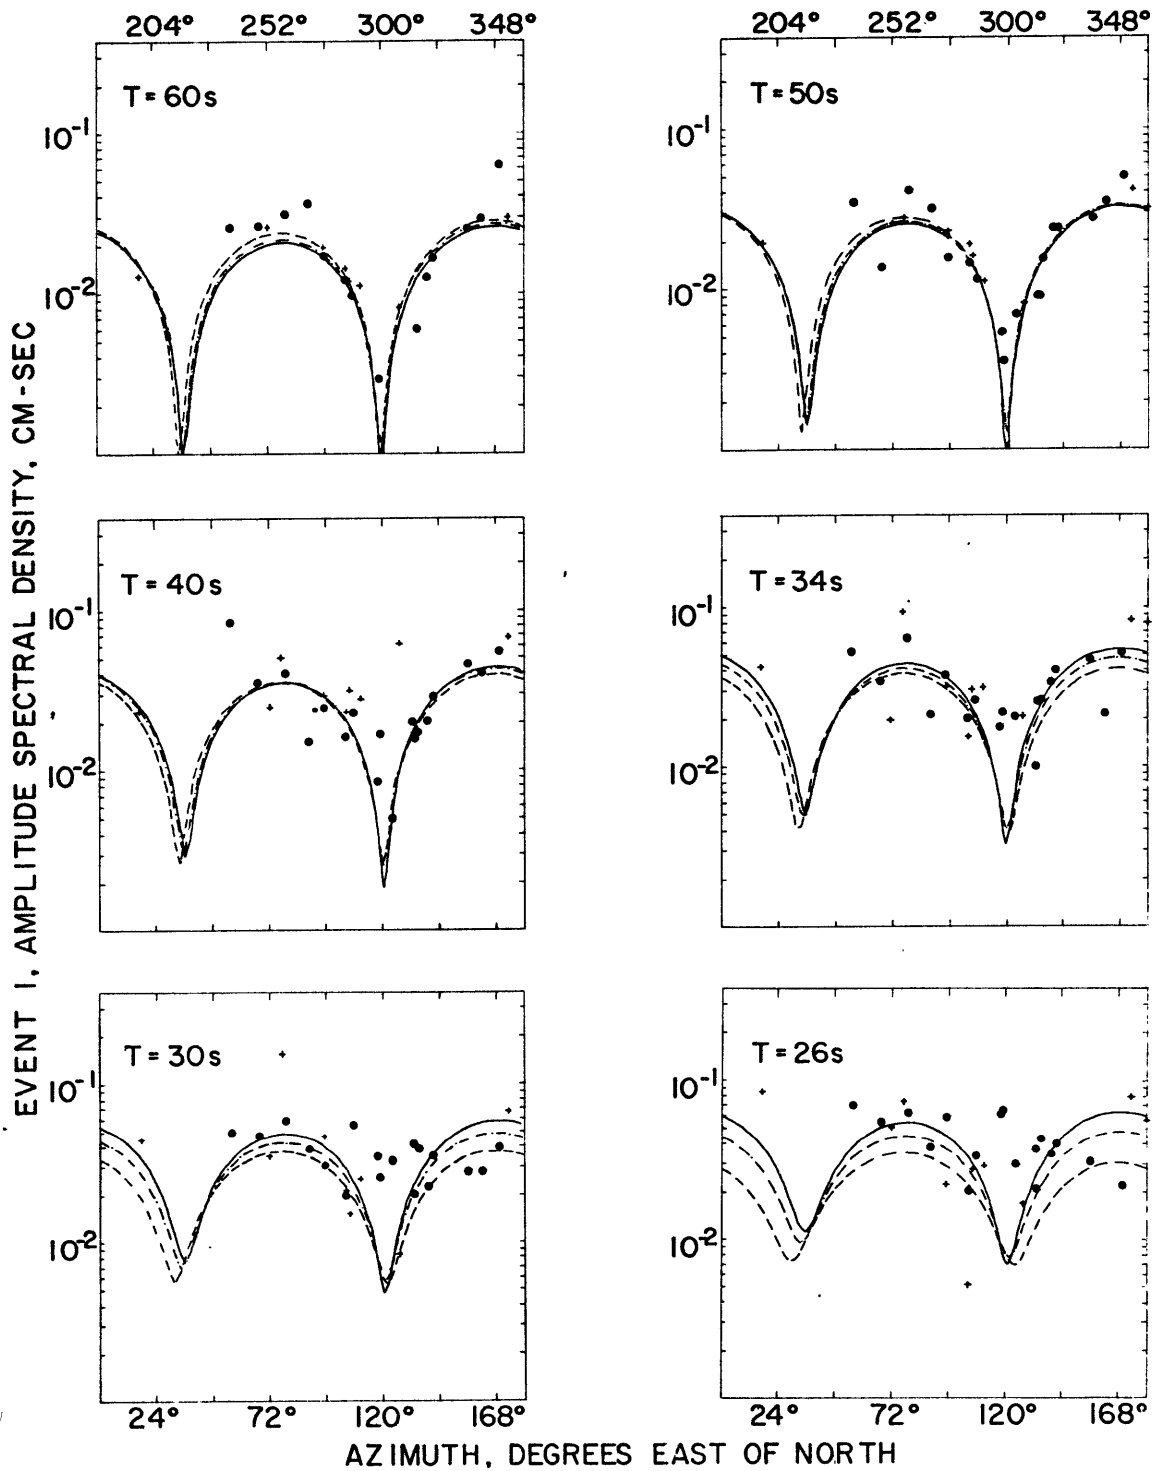 204° 252° 300° 348°
204° 252° 300° 348°
T = 60s
10⁻¹
10⁻²
T = 50s
10⁻¹
10⁻²
EVENT I, AMPLITUDE SPECTRAL DENSITY, CM-SEC
T = 40s
10⁻¹
10⁻²
T = 34s
10⁻¹
10⁻²
T = 30s
10⁻¹
10⁻²
T = 26s
10⁻¹
10⁻²
24° 72° 120° 168°
24° 72° 120° 168°
AZIMUTH, DEGREES EAST OF NORTH